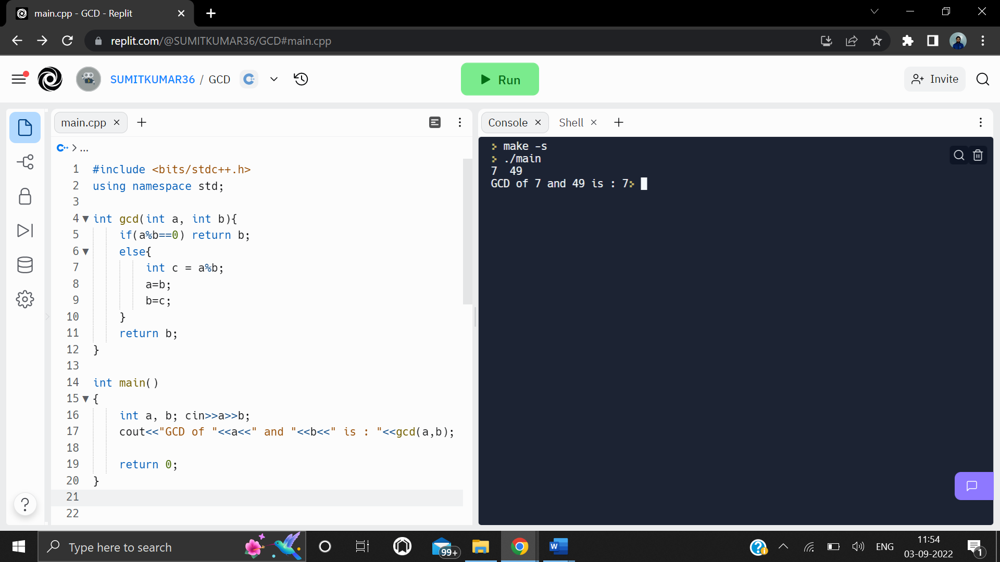 main.cpp - GCD - Replit
replit.com/@SUMITKUMAR36/GCD#main.cpp
SUMITKUMAR36 / GCD
Run
Invite
main.cpp
C++ > ...
1 #include <bits/stdc++.h>
2 using namespace std;
3
4 int gcd(int a, int b){
5 if(a%b==0) return b;
6 else{
7 int c = a%b;
8 a=b;
9 b=c;
10 }
11 return b;
12 }
13
14 int main()
15 {
16 int a, b; cin>>a>>b;
17 cout<<"GCD of "<<a<<" and "<<b<<" is : "<<gcd(a,b);
18
19 return 0;
20 }
21
22
Console Shell
> make -s
> ./main
7 49
GCD of 7 and 49 is : 7>
?
Type here to search
99+
W
?
ENG
11:54
03-09-2022
1